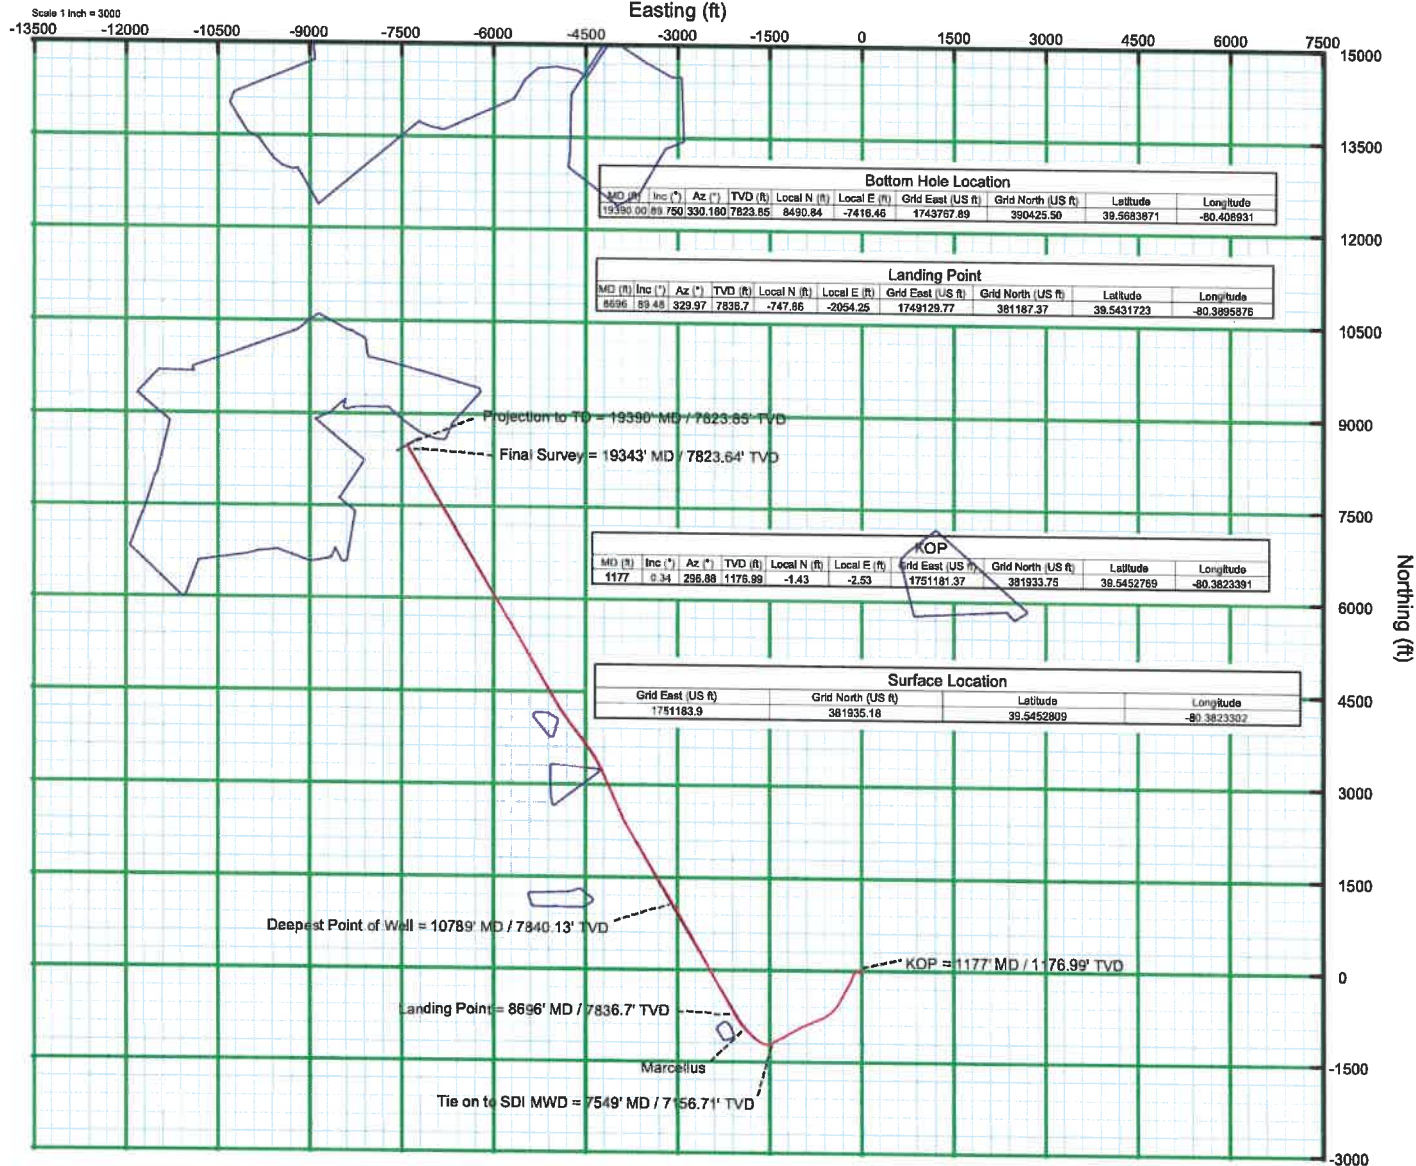 Easting (ft)
Scale 1 inch = 3000
-13500 -12000 -10500 -9000 -7500 -6000 -4500 -3000 -1500 0 1500 3000 4500 6000 7500
15000
13500
Bottom Hole Location
MD (ft) Inc (°) Az (°) TVD (ft) Local N (ft) Local E (ft) Grid East (US ft) Grid North (US ft) Latitude Longitude
19390.00 89.750 330.160 7823.85 8490.84 -7416.46 1743767.89 390425.50 39.5683871 -80.408931
12000
Landing Point
MD (ft) Inc (°) Az (°) TVD (ft) Local N (ft) Local E (ft) Grid East (US ft) Grid North (US ft) Latitude Longitude
8696 89.48 329.97 7836.7 -747.86 -2054.25 1749129.77 381187.37 39.5431723 -80.3895876
10500
Projection to TD = 19390' MD / 7823.85' TVD
9000
Final Survey = 19343' MD / 7823.64' TVD
7500
KOP
MD (ft) Inc (°) Az (°) TVD (ft) Local N (ft) Local E (ft) Grid East (US ft) Grid North (US ft) Latitude Longitude
1177 0.34 296.88 1176.99 -1.43 -2.53 1751181.37 381933.75 39.5452769 -80.3823391
6000
Northing (ft)
Surface Location
Grid East (US ft) Grid North (US ft) Latitude Longitude
1751183.9 381935.18 39.5452809 -80.3823302
4500
3000
1500
Deepest Point of Well = 10789' MD / 7840.13' TVD
KOP = 1177' MD / 1176.99' TVD
0
Landing Point = 8696' MD / 7836.7' TVD
Marcellus
-1500
Tie on to SDI MWD = 7549' MD / 7156.71' TVD
-3000